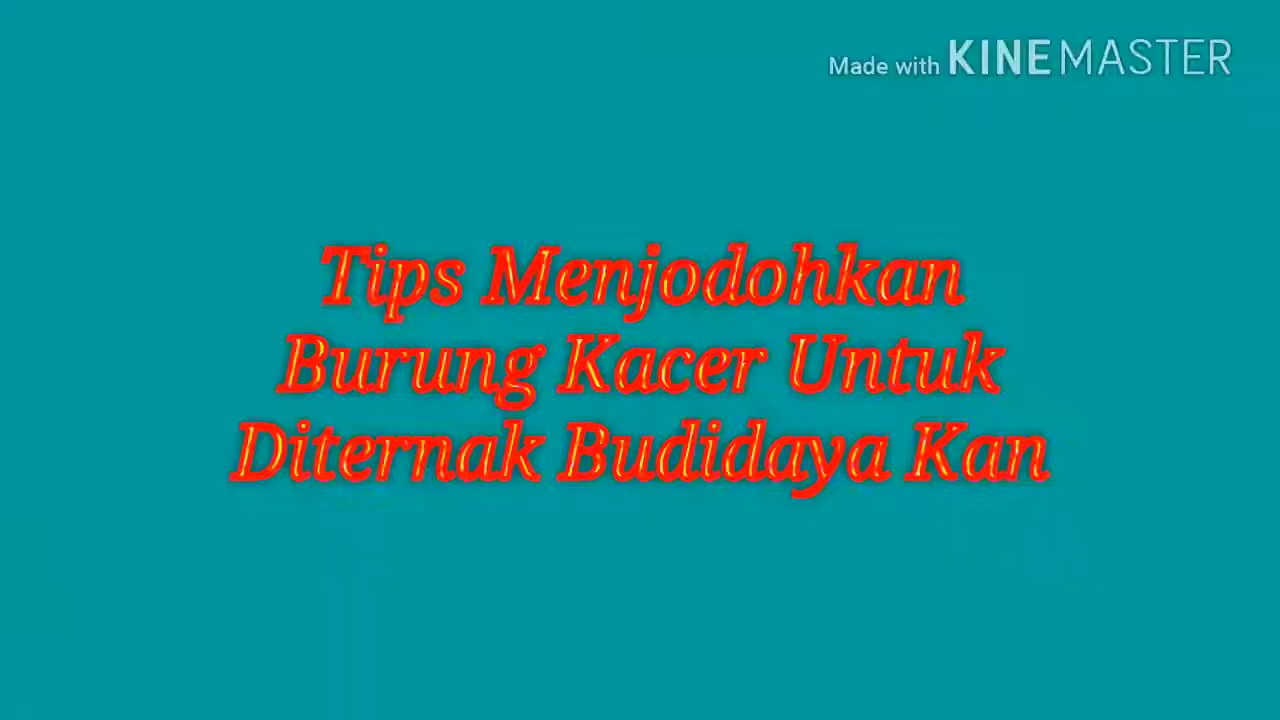 Made with KINEMASTER
Tips Menjodohkan
Burung Kacer Untuk
Diternak Budidaya Kan